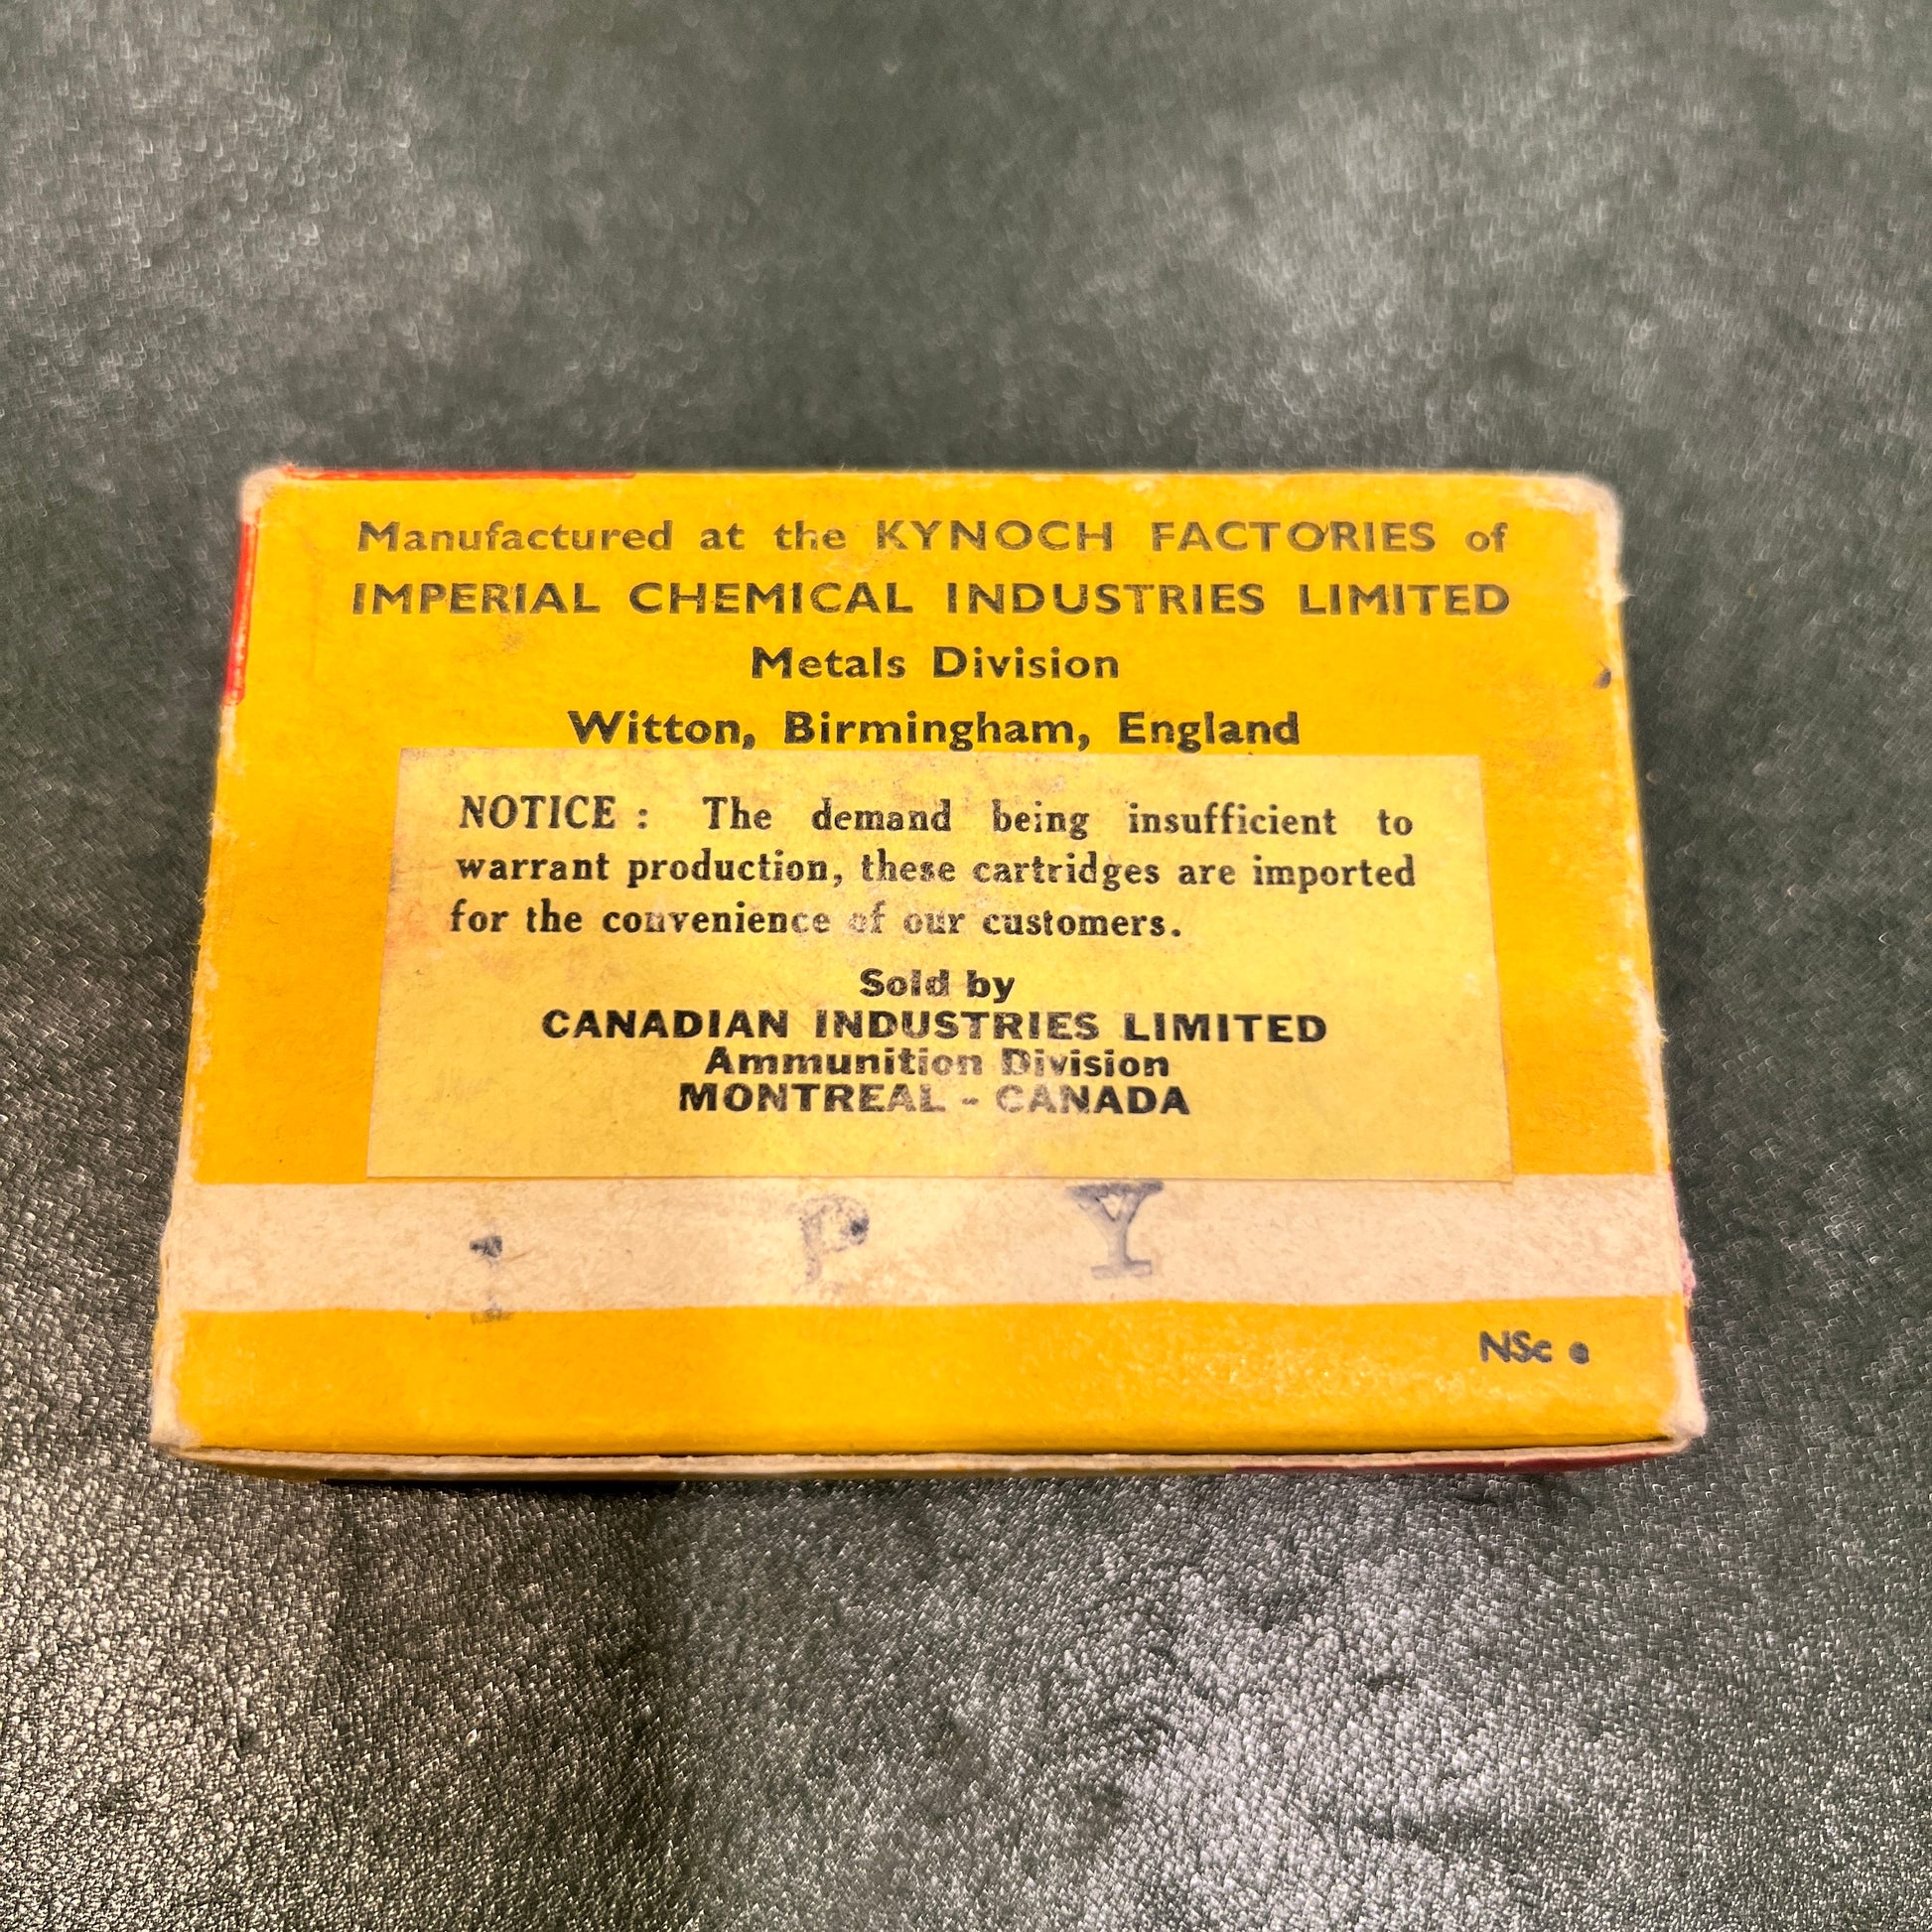 Manufactured at the KYNOCH FACTORIES of
IMPERIAL CHEMICAL INDUSTRIES LIMITED
Metals Division
Witton, Birmingham, England
NOTICE : The demand being insufficient to
warrant production, these cartridges are imported
for the convenience of our customers.
Sold by
CANADIAN INDUSTRIES LIMITED
Ammunition Division
MONTREAL - CANADA
P Y
NSc